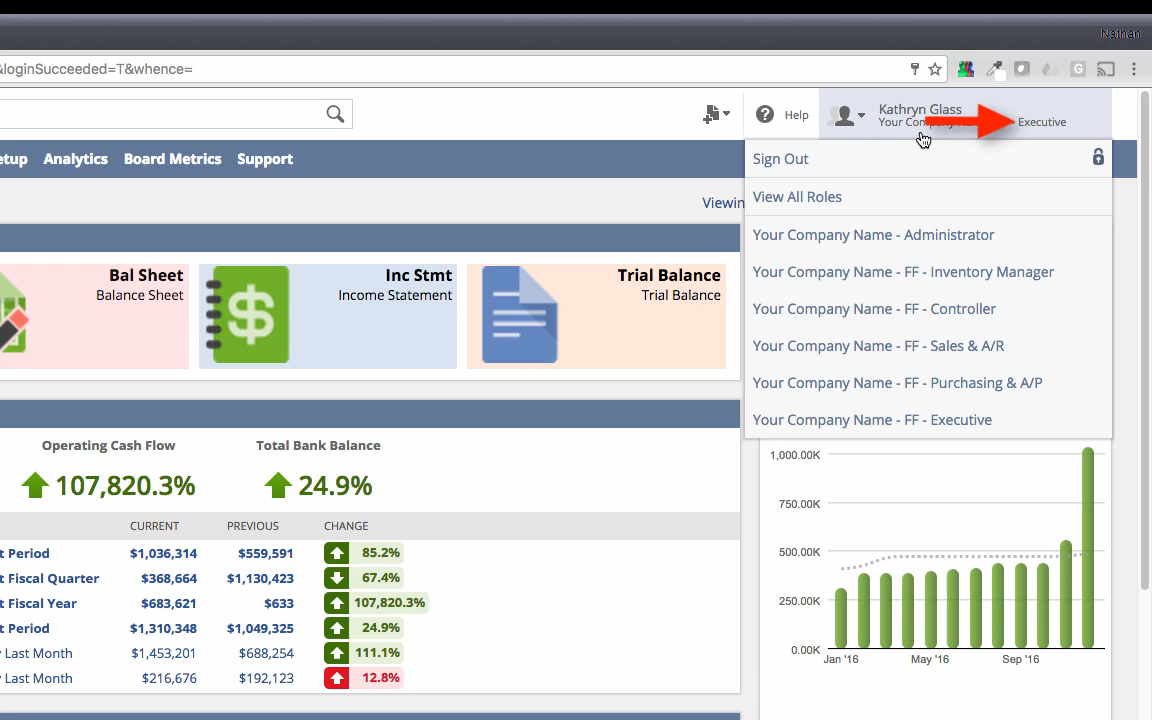 Nathan
&loginSucceeded=T&whence=
G
Help
Kathryn Glass
Your Company
Executive
etup
Analytics
Board Metrics
Support
Sign Out
View All Roles
Your Company Name - Administrator
Your Company Name - FF - Inventory Manager
Your Company Name - FF - Controller
Your Company Name - FF - Sales & A/R
Your Company Name - FF - Purchasing & A/P
Your Company Name - FF - Executive
Viewin
Bal Sheet
Balance Sheet
Inc Stmt
Income Statement
Trial Balance
Trial Balance
Operating Cash Flow
Total Bank Balance
107,820.3%
24.9%
CURRENT PREVIOUS CHANGE
t Period $1,036,314 $559,591 85.2%
t Fiscal Quarter $368,664 $1,130,423 67.4%
t Fiscal Year $683,621 $633 107,820.3%
t Period $1,310,348 $1,049,325 24.9%
y Last Month $1,453,201 $688,254 111.1%
y Last Month $216,676 $192,123 12.8%
1,000.00K
750.00K
500.00K
250.00K
0.00K
Jan '16 May '16 Sep '16